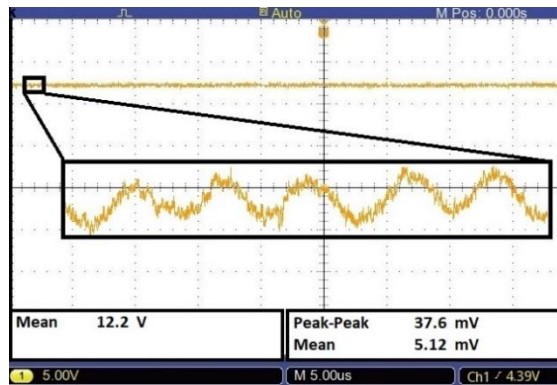 Auto M Pos: 0.000s
Mean 12.2 V
Peak-Peak 37.6 mV
Mean 5.12 mV
1 5.00V M 5.00us Ch1 4.39V